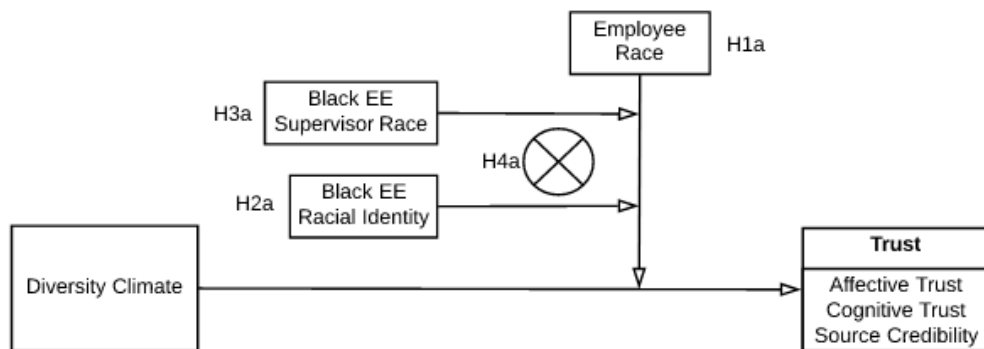 Employee
Race
H1a
H3a
Black EE
Supervisor Race
H4a
H2a
Black EE
Racial Identity
Diversity Climate
Trust
Affective Trust
Cognitive Trust
Source Credibility